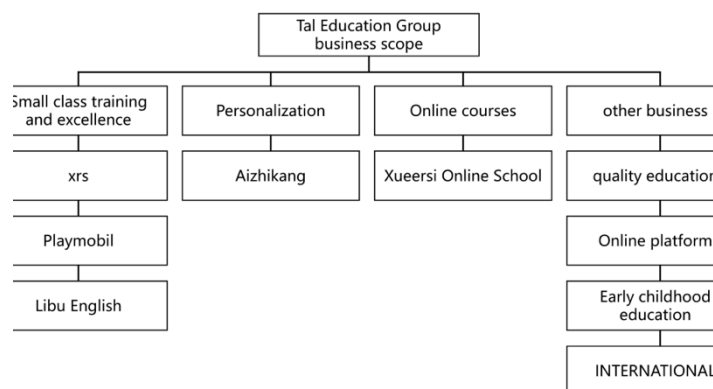 Tal Education Group
business scope
Small class training
and excellence
Personalization
Online courses
other business
xrs
Aizhikang
Xueersi Online School
quality education
Playmobil
Online platform
Libu English
Early childhood
education
INTERNATIONAL